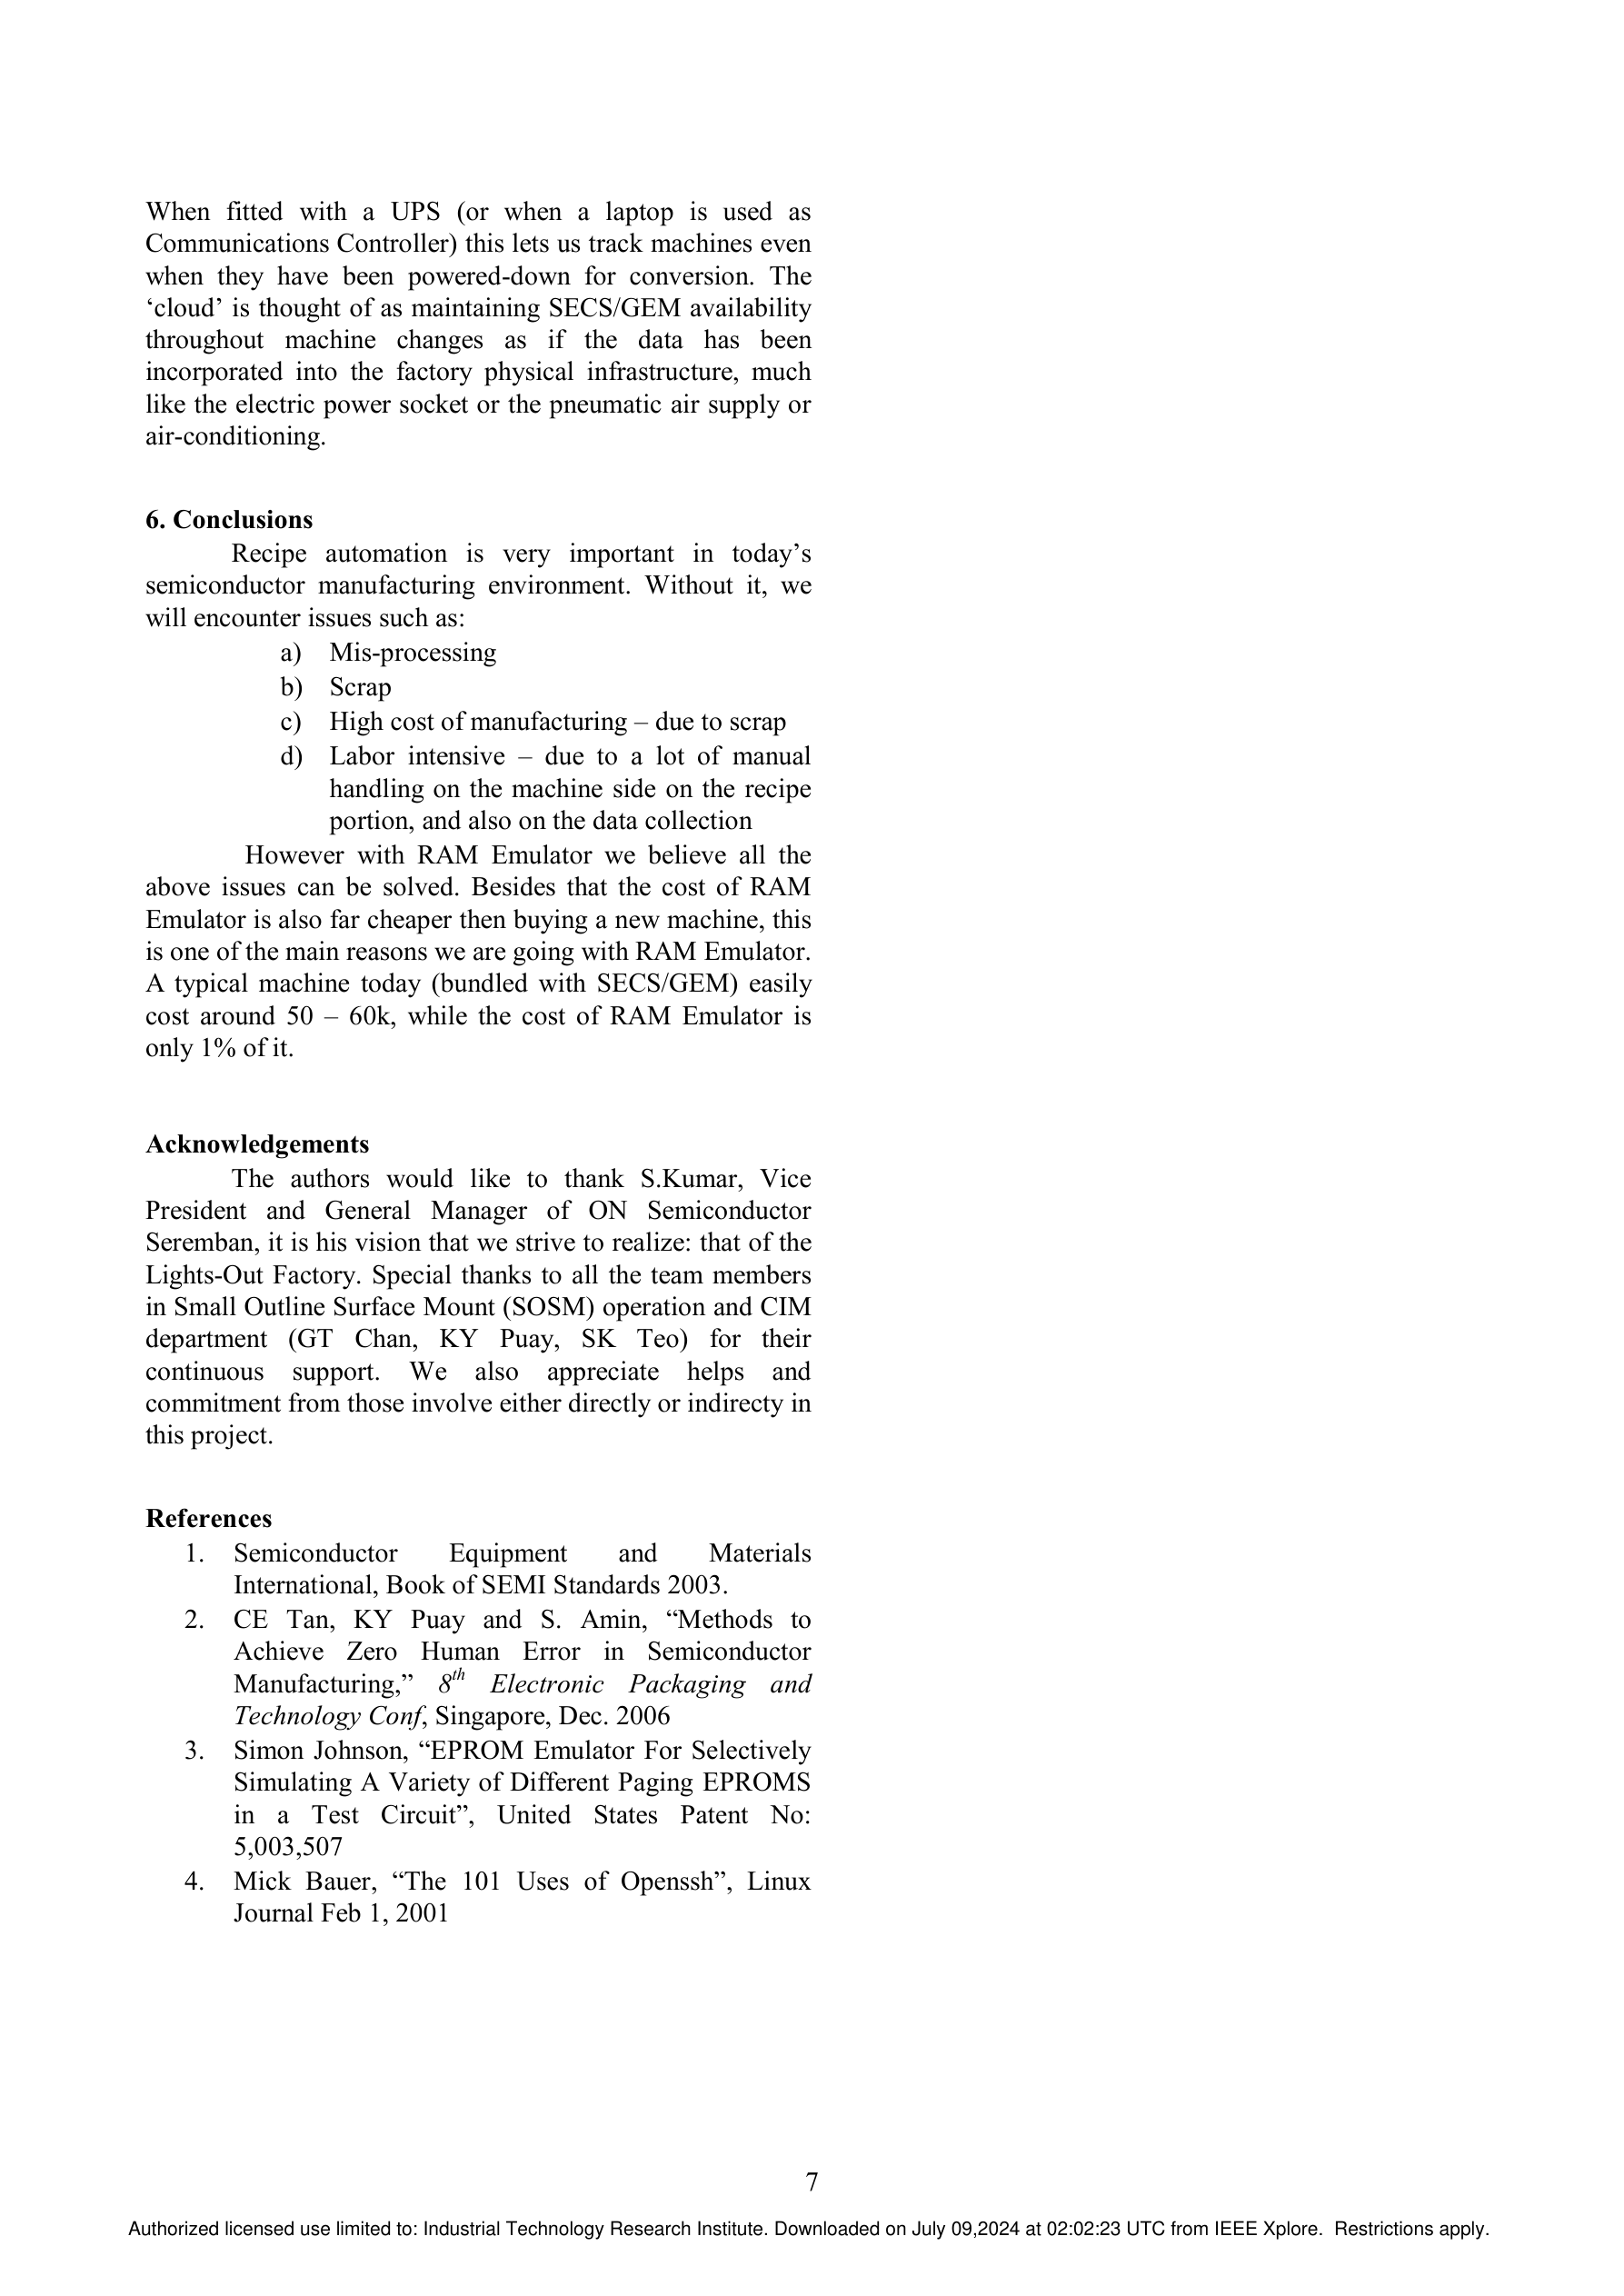 When fitted with a UPS (or when a laptop is used as
Communications Controller) this lets us track machines even
when they have been powered-down for conversion. The
‘cloud’ is thought of as maintaining SECS/GEM availability
throughout machine changes as if the data has been
incorporated into the factory physical infrastructure, much
like the electric power socket or the pneumatic air supply or
air-conditioning.
6. Conclusions
Recipe automation is very important in today’s
semiconductor manufacturing environment. Without it, we
will encounter issues such as:
a) Mis-processing
b) Scrap
c) High cost of manufacturing – due to scrap
d) Labor intensive – due to a lot of manual
handling on the machine side on the recipe
portion, and also on the data collection
However with RAM Emulator we believe all the
above issues can be solved. Besides that the cost of RAM
Emulator is also far cheaper then buying a new machine, this
is one of the main reasons we are going with RAM Emulator.
A typical machine today (bundled with SECS/GEM) easily
cost around 50 – 60k, while the cost of RAM Emulator is
only 1% of it.
Acknowledgements
The authors would like to thank S.Kumar, Vice
President and General Manager of ON Semiconductor
Seremban, it is his vision that we strive to realize: that of the
Lights-Out Factory. Special thanks to all the team members
in Small Outline Surface Mount (SOSM) operation and CIM
department (GT Chan, KY Puay, SK Teo) for their
continuous support. We also appreciate helps and
commitment from those involve either directly or indirecty in
this project.
References
1. Semiconductor Equipment and Materials
International, Book of SEMI Standards 2003.
2. CE Tan, KY Puay and S. Amin, “Methods to
Achieve Zero Human Error in Semiconductor
Manufacturing,” 8th Electronic Packaging and
Technology Conf, Singapore, Dec. 2006
3. Simon Johnson, “EPROM Emulator For Selectively
Simulating A Variety of Different Paging EPROMS
in a Test Circuit”, United States Patent No:
5,003,507
4. Mick Bauer, “The 101 Uses of Openssh”, Linux
Journal Feb 1, 2001
7
Authorized licensed use limited to: Industrial Technology Research Institute. Downloaded on July 09,2024 at 02:02:23 UTC from IEEE Xplore. Restrictions apply.